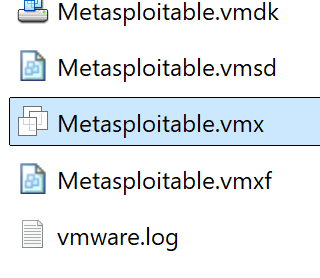 Metasploitable.vmdk
Metasploitable.vmsd
Metasploitable.vmx
Metasploitable.vmxf
vmware.log